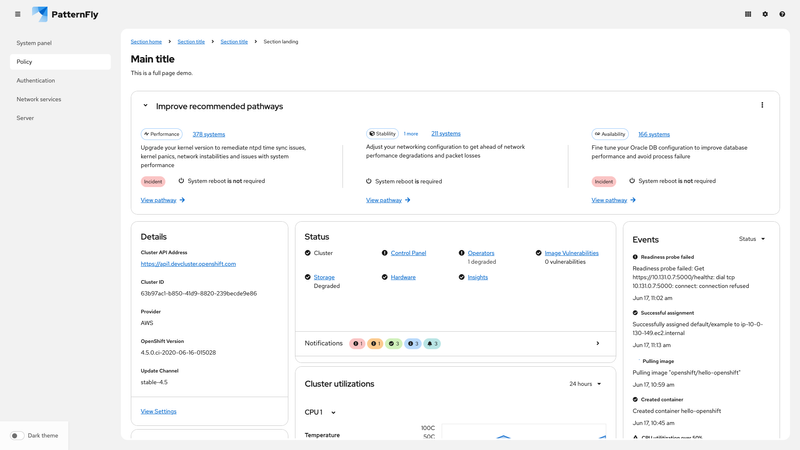 PatternFly
System panel
Policy
Authentication
Network services
Server
Dark theme
Section home
Section title
Section title
Section landing
Main title
This is a full page demo.
Improve recommended pathways
Performance
378 systems
Upgrade your kernel version to remediate ntpd time sync issues,
kernel panics, network instabilities and issues with system
performance
Incident
System reboot is not required
View pathway
Stability
1 more
211 systems
Adjust your networking configuration to get ahead of network
perfomance degradations and packet losses
System reboot is required
View pathway
Availability
166 systems
Fine tune your Oracle DB configuration to improve database
performance and avoid process failure
Incident
System reboot is not required
View pathway
Details
Cluster API Address
https://api1.devcluster.openshift.com
Cluster ID
63b97ac1-b850-41d9-8820-239becde9e86
Provider
AWS
OpenShift Version
4.5.0.ci-2020-06-16-015028
Update Channel
stable-4.5
View Settings
Status
Cluster
Control Panel
Operators
1 degraded
Image Vulnerabilities
0 vulnerabilities
Storage
Degraded
Hardware
Insights
Notifications
1
1
3
3
3
Cluster utilizations
24 hours
CPU 1
Temperature
100C
50C
Events
Status
Readiness probe failed
Readiness probe failed: Get
https://10.131.0.7:5000/healthz: dial tcp
10.131.0.7:5000: connect: connection refused
Jun 17, 11:02 am
Successful assignment
Successfully assigned default/example to ip-10-0-
130-149.ec2.internal
Jun 17, 11:13 am
Pulling image
Pulling image "openshift/hello-openshift"
Jun 17, 10:59 am
Created container
Created container hello-openshift
Jun 17, 10:45 am
CPU utilitization over 50%